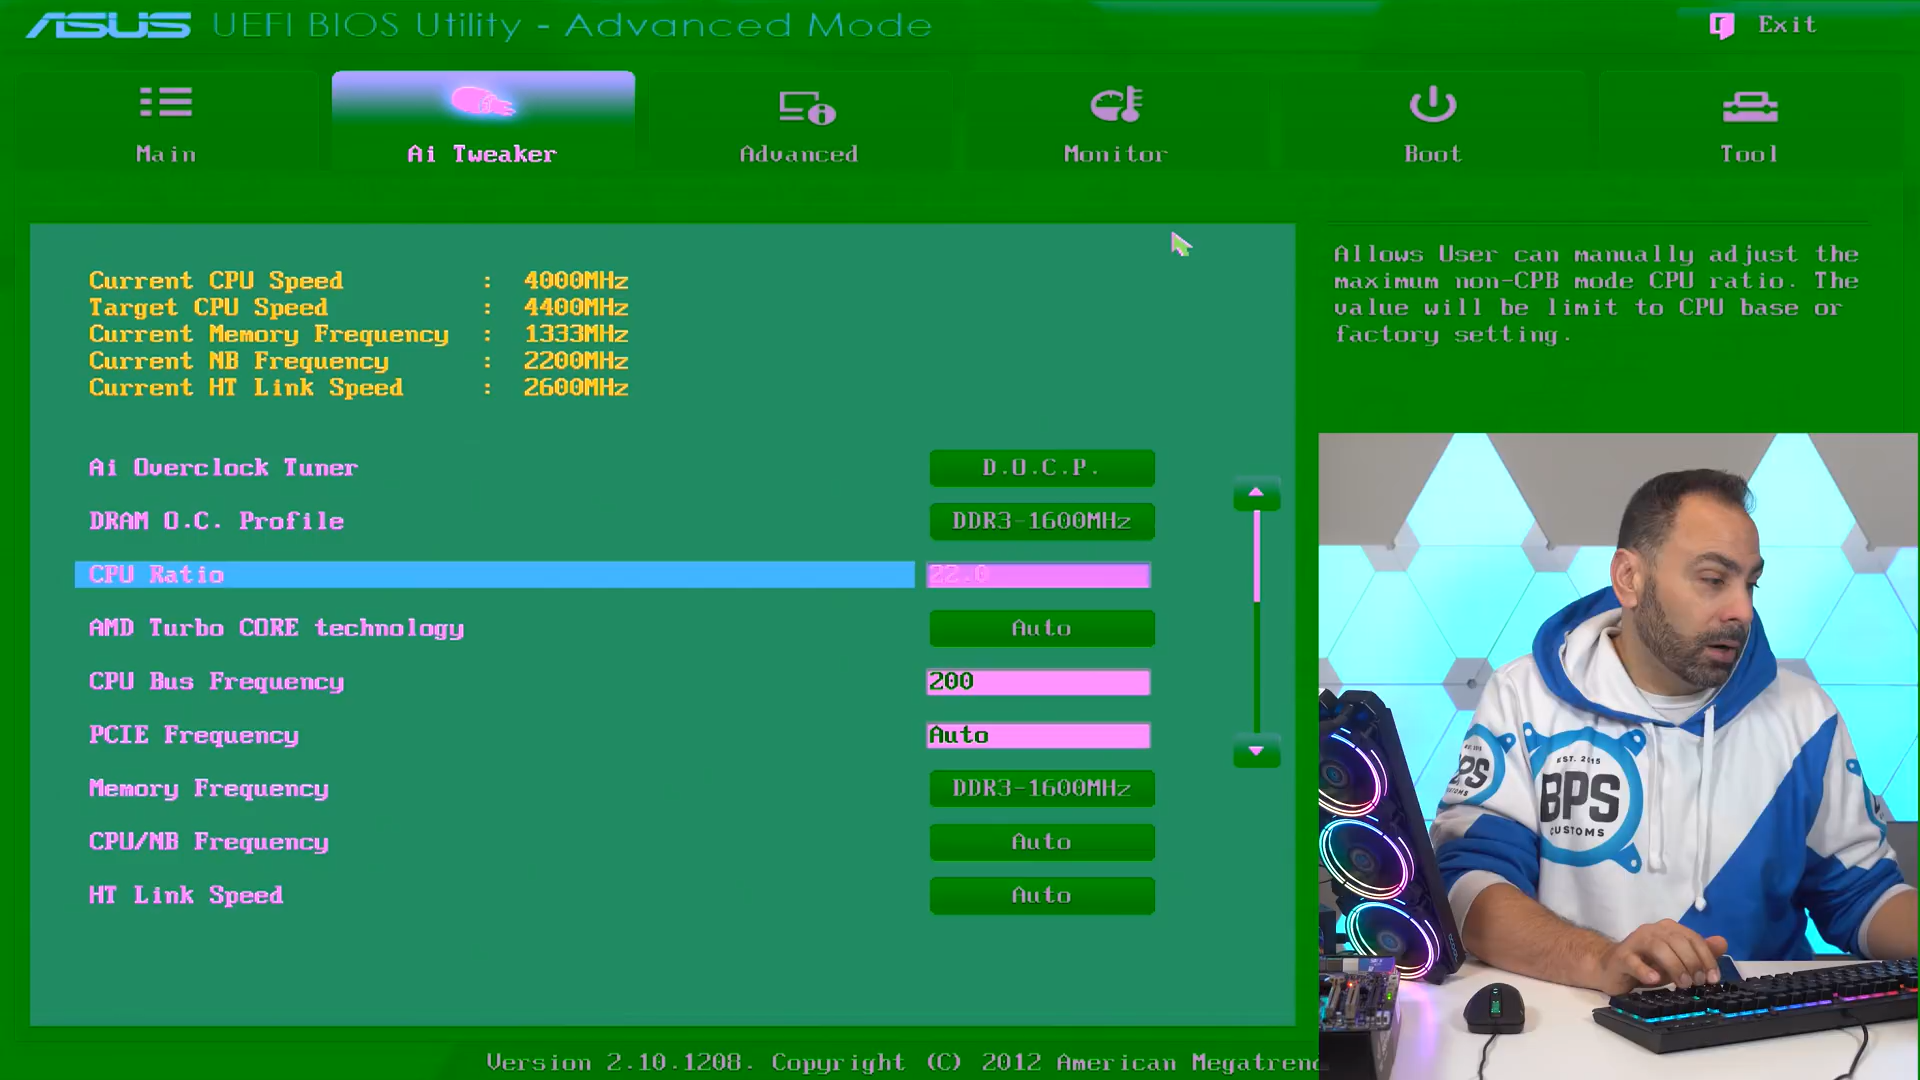 ASUS UEFI BIOS Utility - Advanced Mode
Exit
Main
Ai Tweaker
Advanced
Monitor
Boot
Tool
Current CPU Speed : 4000MHz
Target CPU Speed : 4400MHz
Current Memory Frequency : 1333MHz
Current NB Frequency : 2200MHz
Current HT Link Speed : 2600MHz
Ai Overclock Tuner D.O.C.P.
DRAM O.C. Profile DDR3-1600MHz
CPU Ratio 22.0
AMD Turbo CORE technology Auto
CPU Bus Frequency 200
PCIE Frequency Auto
Memory Frequency DDR3-1600MHz
CPU/NB Frequency Auto
HT Link Speed Auto
Allows User can manually adjust the
maximum non-CPB mode CPU ratio. The
value will be limit to CPU base or
factory setting.
EST. 2015
BPS
CUSTOMS
Version 2.10.1208. Copyright (C) 2012 American Megatren